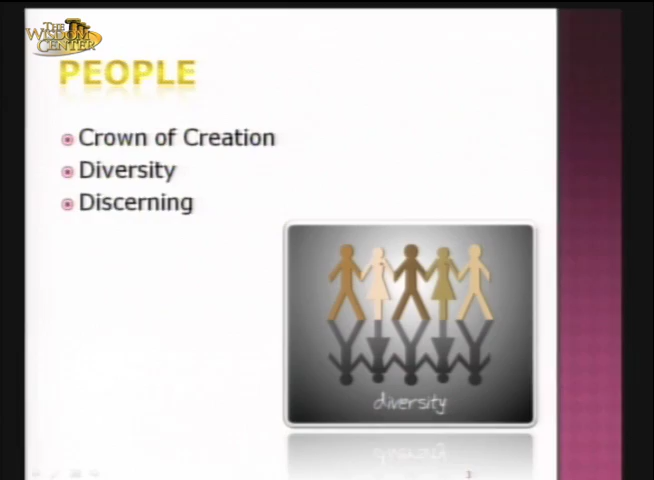 THE
WISDOM
CENTER
PEOPLE
Crown of Creation
Diversity
Discerning
diversity